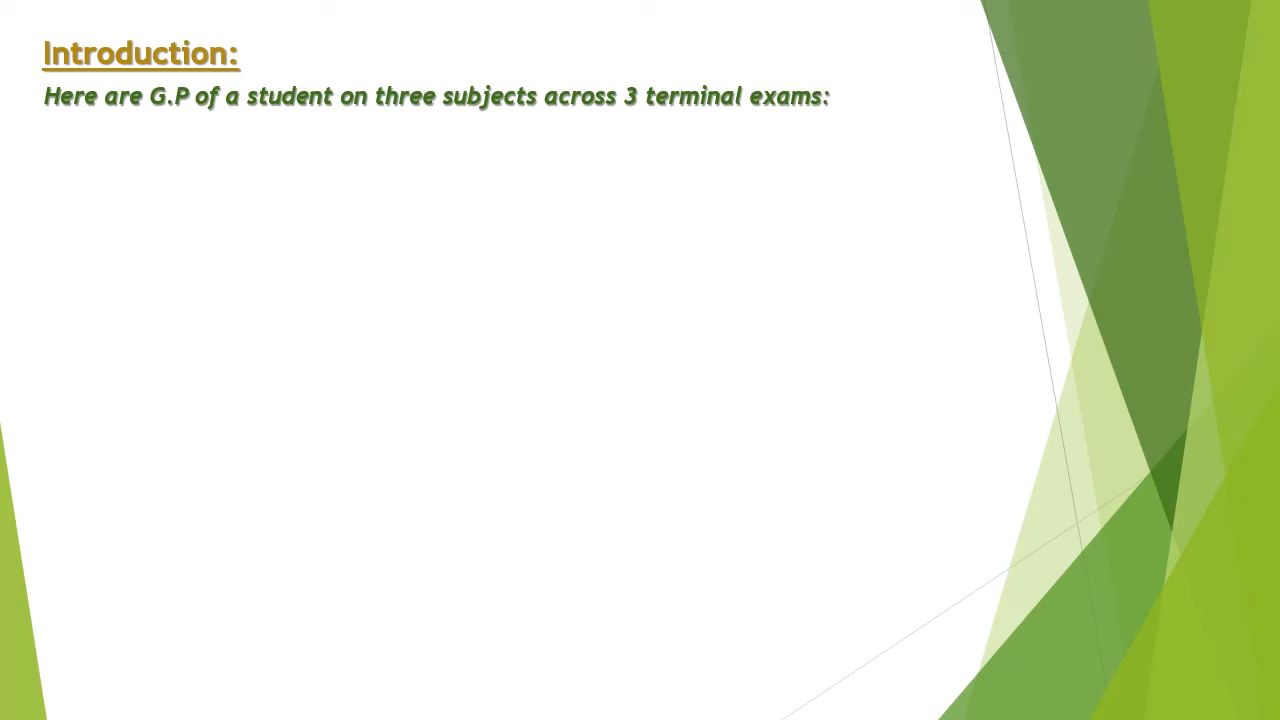 Introduction:
Here are G.P of a student on three subjects across 3 terminal exams: